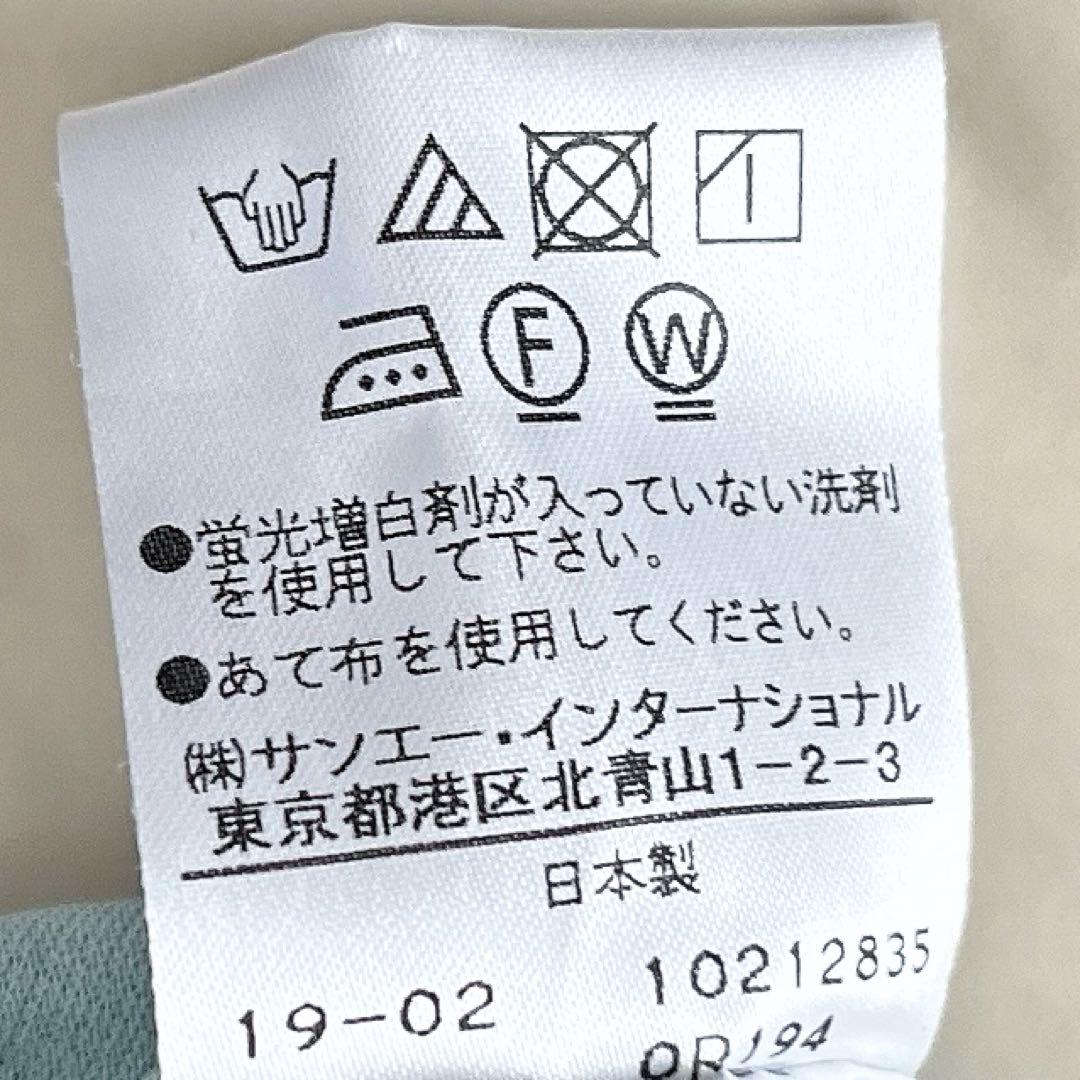 F W
●蛍光増白剤が入っていない洗剤
を使用して下さい。
●あて布を使用してください。
(株)サンエー・インターナショナル
東京都港区北青山1-2-3
日本製
19-02 10212835